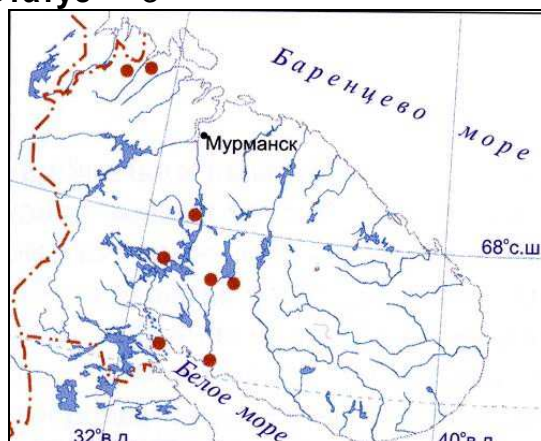 Баренцево море
Мурманск
68°с.ш
Белое море
32°в.д. 40°в.д.